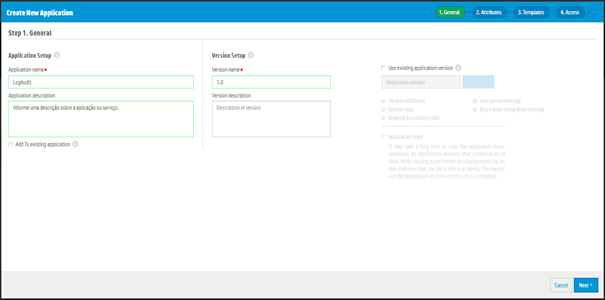 Create New Application
1. General
2. Attributes
3. Templates
4. Access
Step 1. General
Application Setup
Application name*
LogAudit
Application description
Informe uma descrição sobre a aplicação ou serviço.
Add To existing application
Version Setup
Version name*
1.0
Version description
Description of version
Use existing application version
Application version
Version attributes
Custom tags
Analysis processing rules
User access settings
Bug tracker integration settings
Application state
It may take a long time to copy the application state,
especially for application versions that contain a lot of
data. While copying is performed as a background job, an
icon indicates that the job is still in progress. You cannot
use the application version until the job is completed.
Cancel
Next